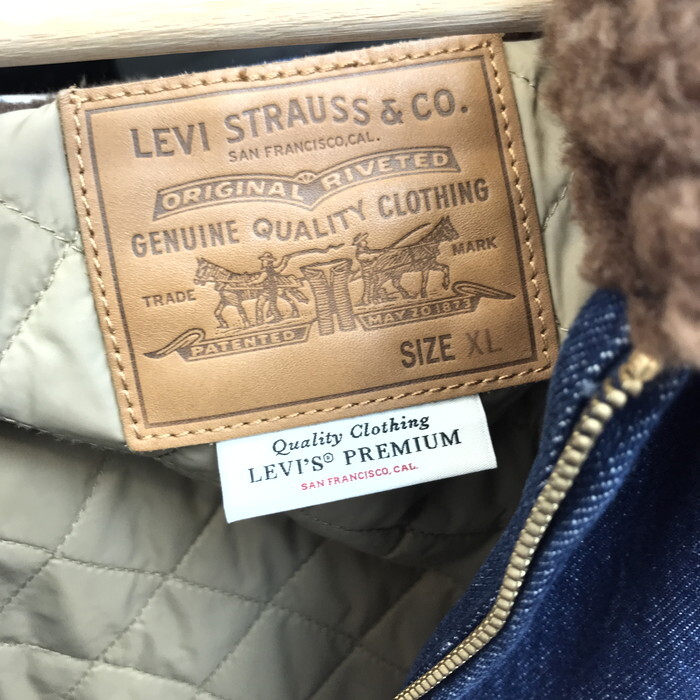 LEVI STRAUSS & CO.
SAN FRANCISCO, CAL.
ORIGINAL RIVETED
GENUINE QUALITY CLOTHING
TRADE MARK
PATENTED MAY 20 1873
SIZE XL
Quality Clothing
LEVI'S® PREMIUM
SAN FRANCISCO, CAL.